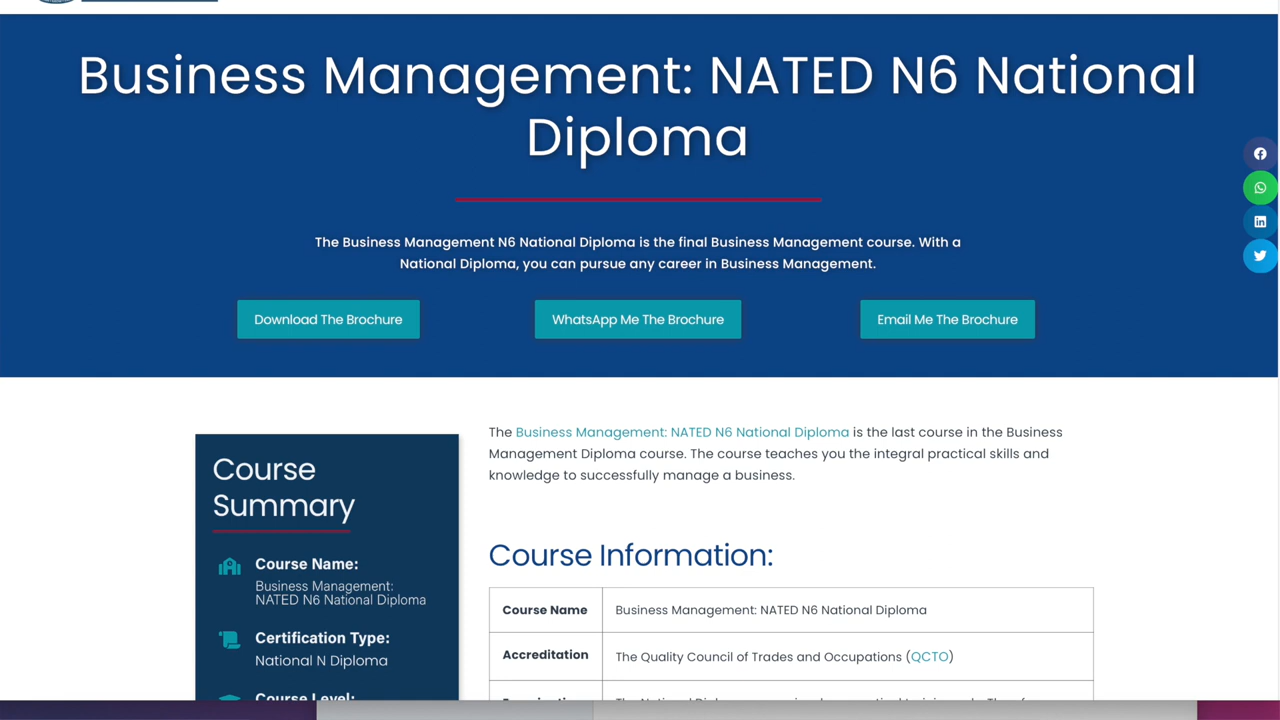 Business Management: NATED N6 National
Diploma
The Business Management N6 National Diploma is the final Business Management course. With a
National Diploma, you can pursue any career in Business Management.
Download The Brochure
WhatsApp Me The Brochure
Email Me The Brochure
Course
Summary
Course Name:
Business Management:
NATED N6 National Diploma
Certification Type:
National N Diploma
Course Level:
The Business Management: NATED N6 National Diploma is the last course in the Business
Management Diploma course. The course teaches you the integral practical skills and
knowledge to successfully manage a business.
Course Information:
Course Name
Business Management: NATED N6 National Diploma
Accreditation
The Quality Council of Trades and Occupations (QCTO)